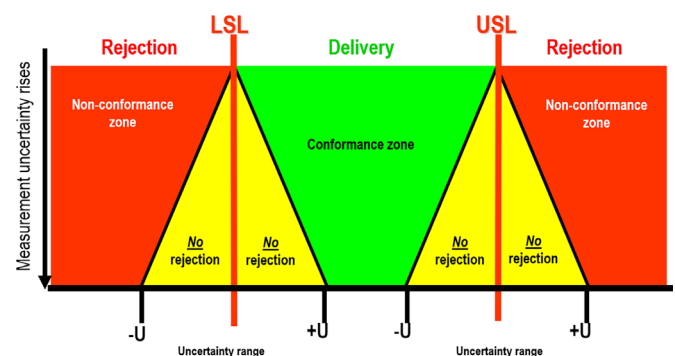 LSL
USL
Rejection
Delivery
Rejection
Measurement uncertainty rises
Non-conformance
zone
Non-conformance
zone
Conformance zone
No
rejection
No
rejection
No
rejection
No
rejection
-U
+U
-U
+U
Uncertainty range
Uncertainty range